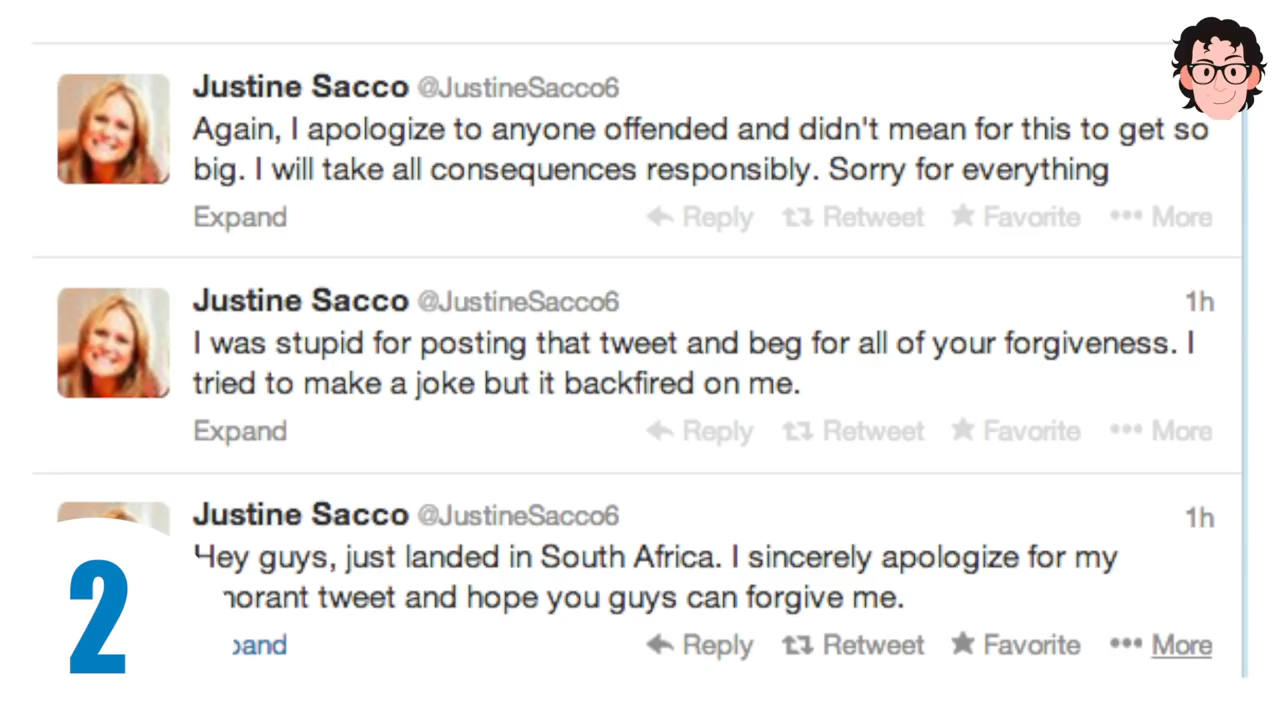 Justine Sacco @JustineSacco6
Again, I apologize to anyone offended and didn't mean for this to get so
big. I will take all consequences responsibly. Sorry for everything
Expand Reply Retweet Favorite More
Justine Sacco @JustineSacco6 1h
I was stupid for posting that tweet and beg for all of your forgiveness. I
tried to make a joke but it backfired on me.
Expand Reply Retweet Favorite More
Justine Sacco @JustineSacco6 1h
Hey guys, just landed in South Africa. I sincerely apologize for my
tweet and hope you guys can forgive me.
Reply Retweet Favorite More
2